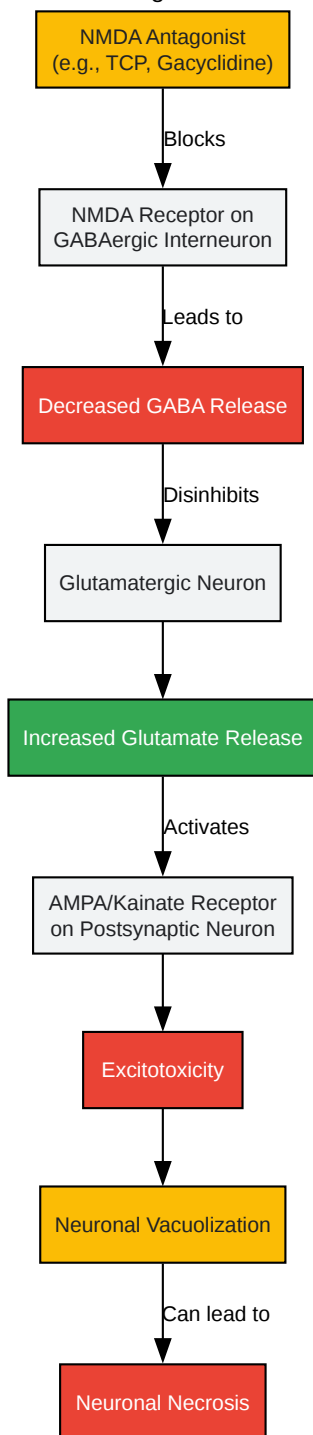 NMDA Antagonist
(e.g., TCP, Gacyclidine)
Blocks
NMDA Receptor on
GABAergic Interneuron
Leads to
Decreased GABA Release
Disinhibits
Glutamatergic Neuron
Increased Glutamate Release
Activates
AMPA/Kainate Receptor
on Postsynaptic Neuron
Excitotoxicity
Neuronal Vacuolization
Can lead to
Neuronal Necrosis